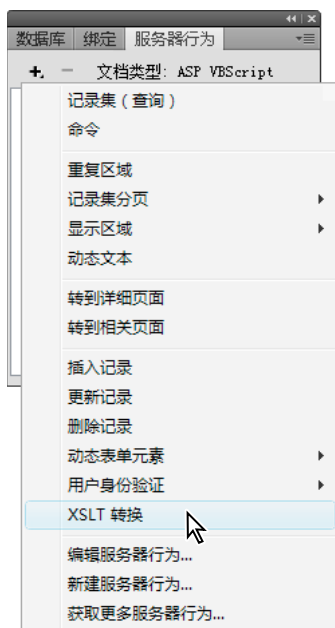 数据库 绑定 服务器行为
文档类型: ASP VBScript
记录集（查询）
命令
重复区域
记录集分页
显示区域
动态文本
转到详细页面
转到相关页面
插入记录
更新记录
删除记录
动态表单元素
用户身份验证
XSLT 转换
编辑服务器行为...
新建服务器行为...
获取更多服务器行为...